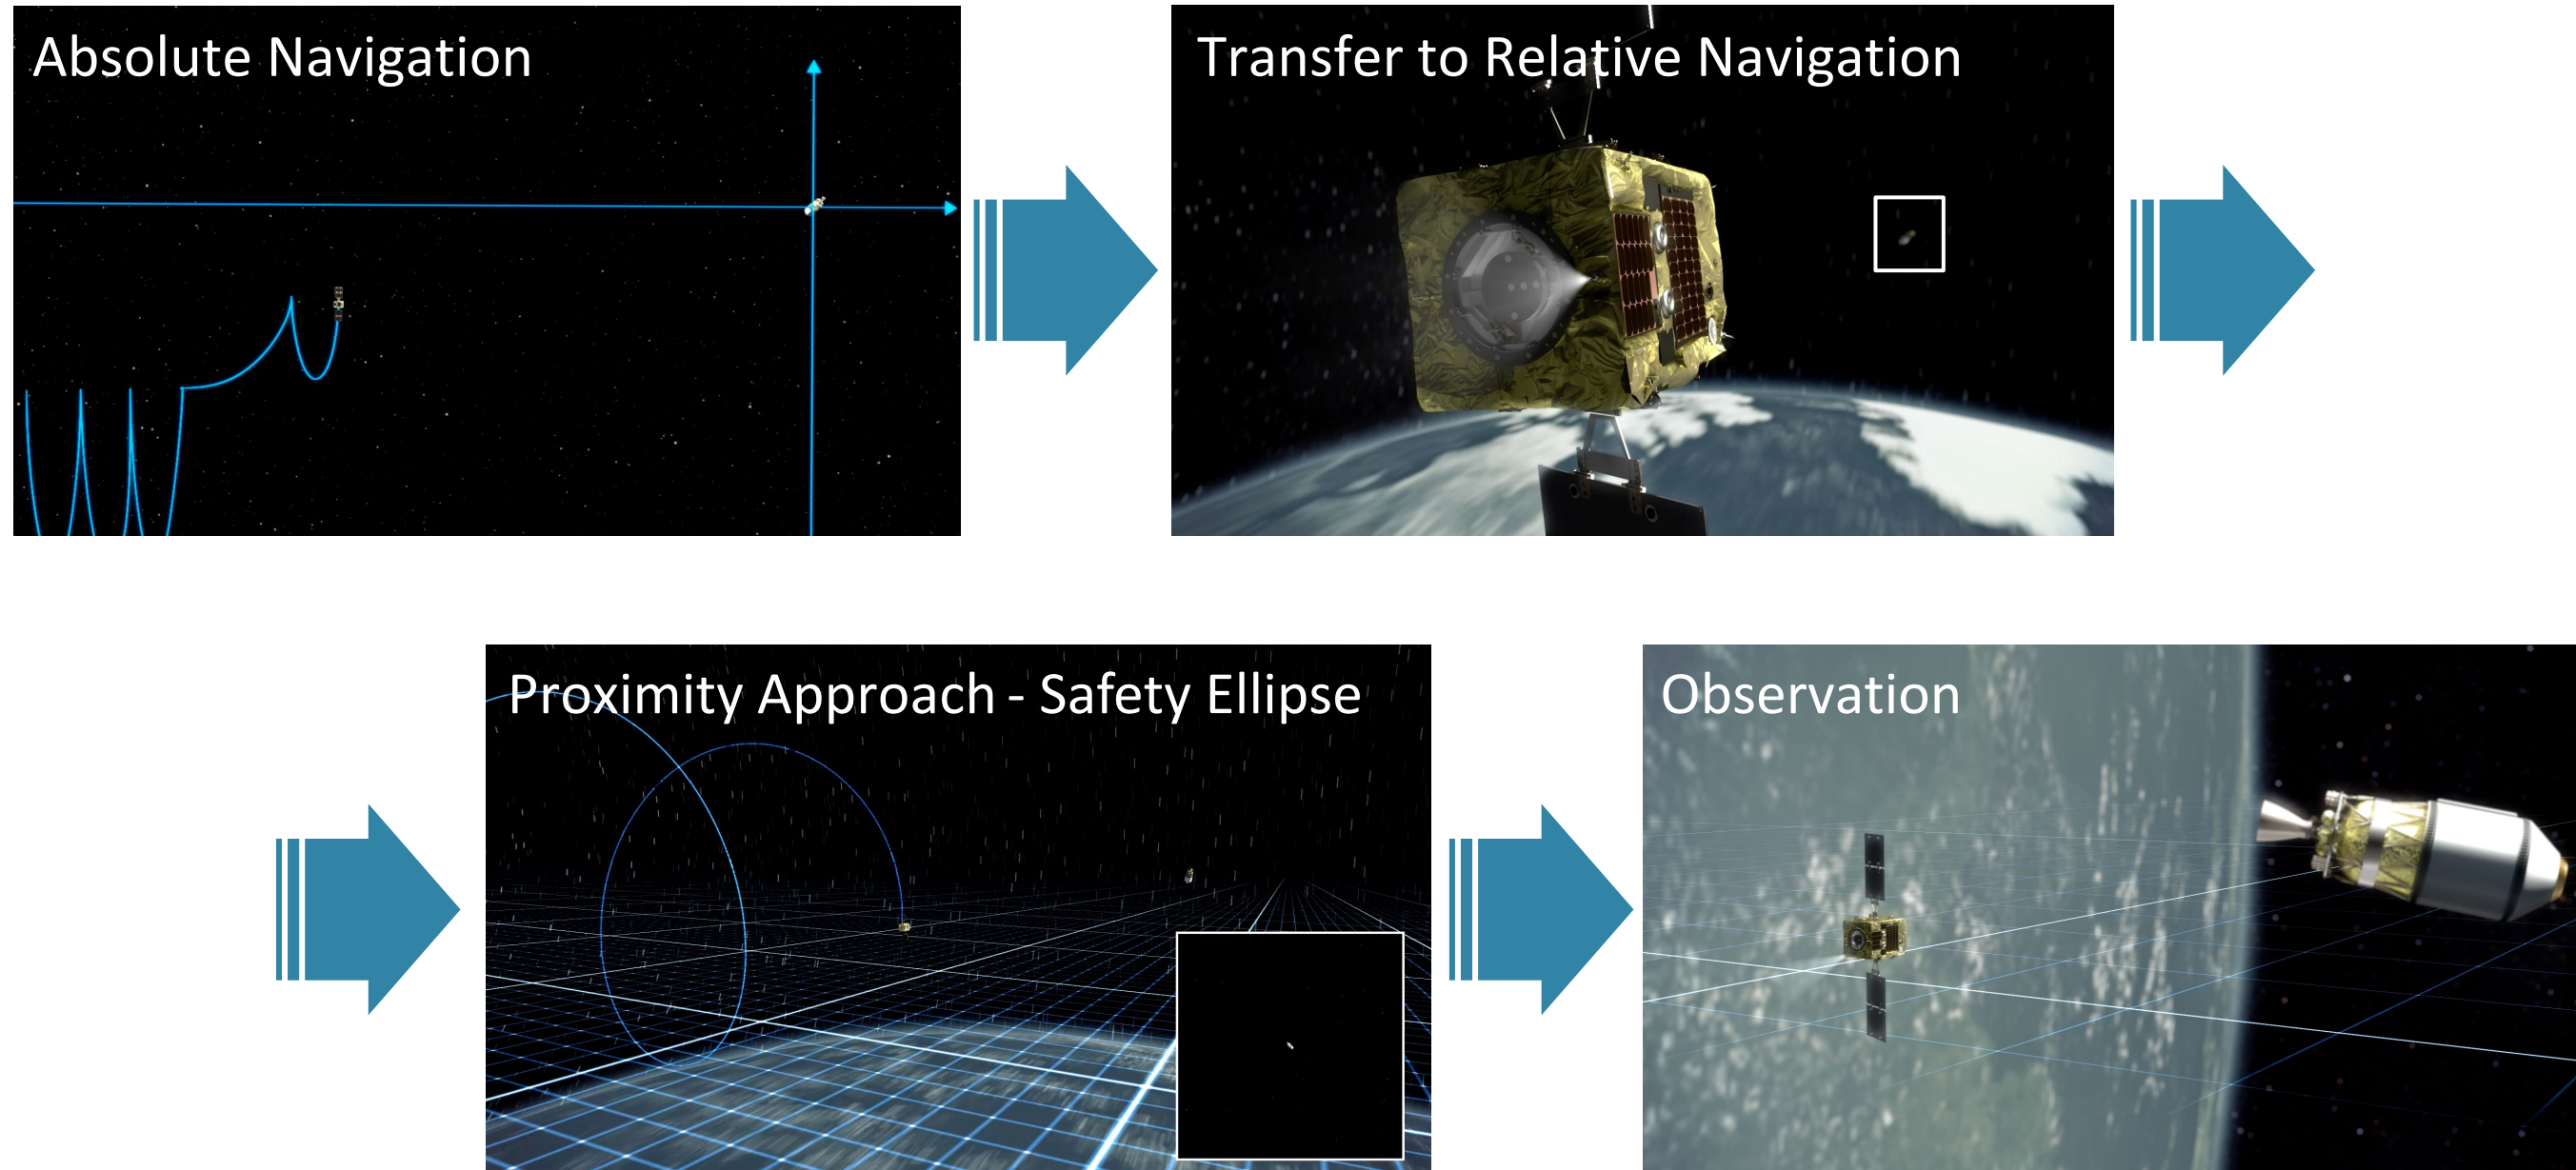 Absolute Navigation
Transfer to Relative Navigation
Proximity Approach - Safety Ellipse
Observation